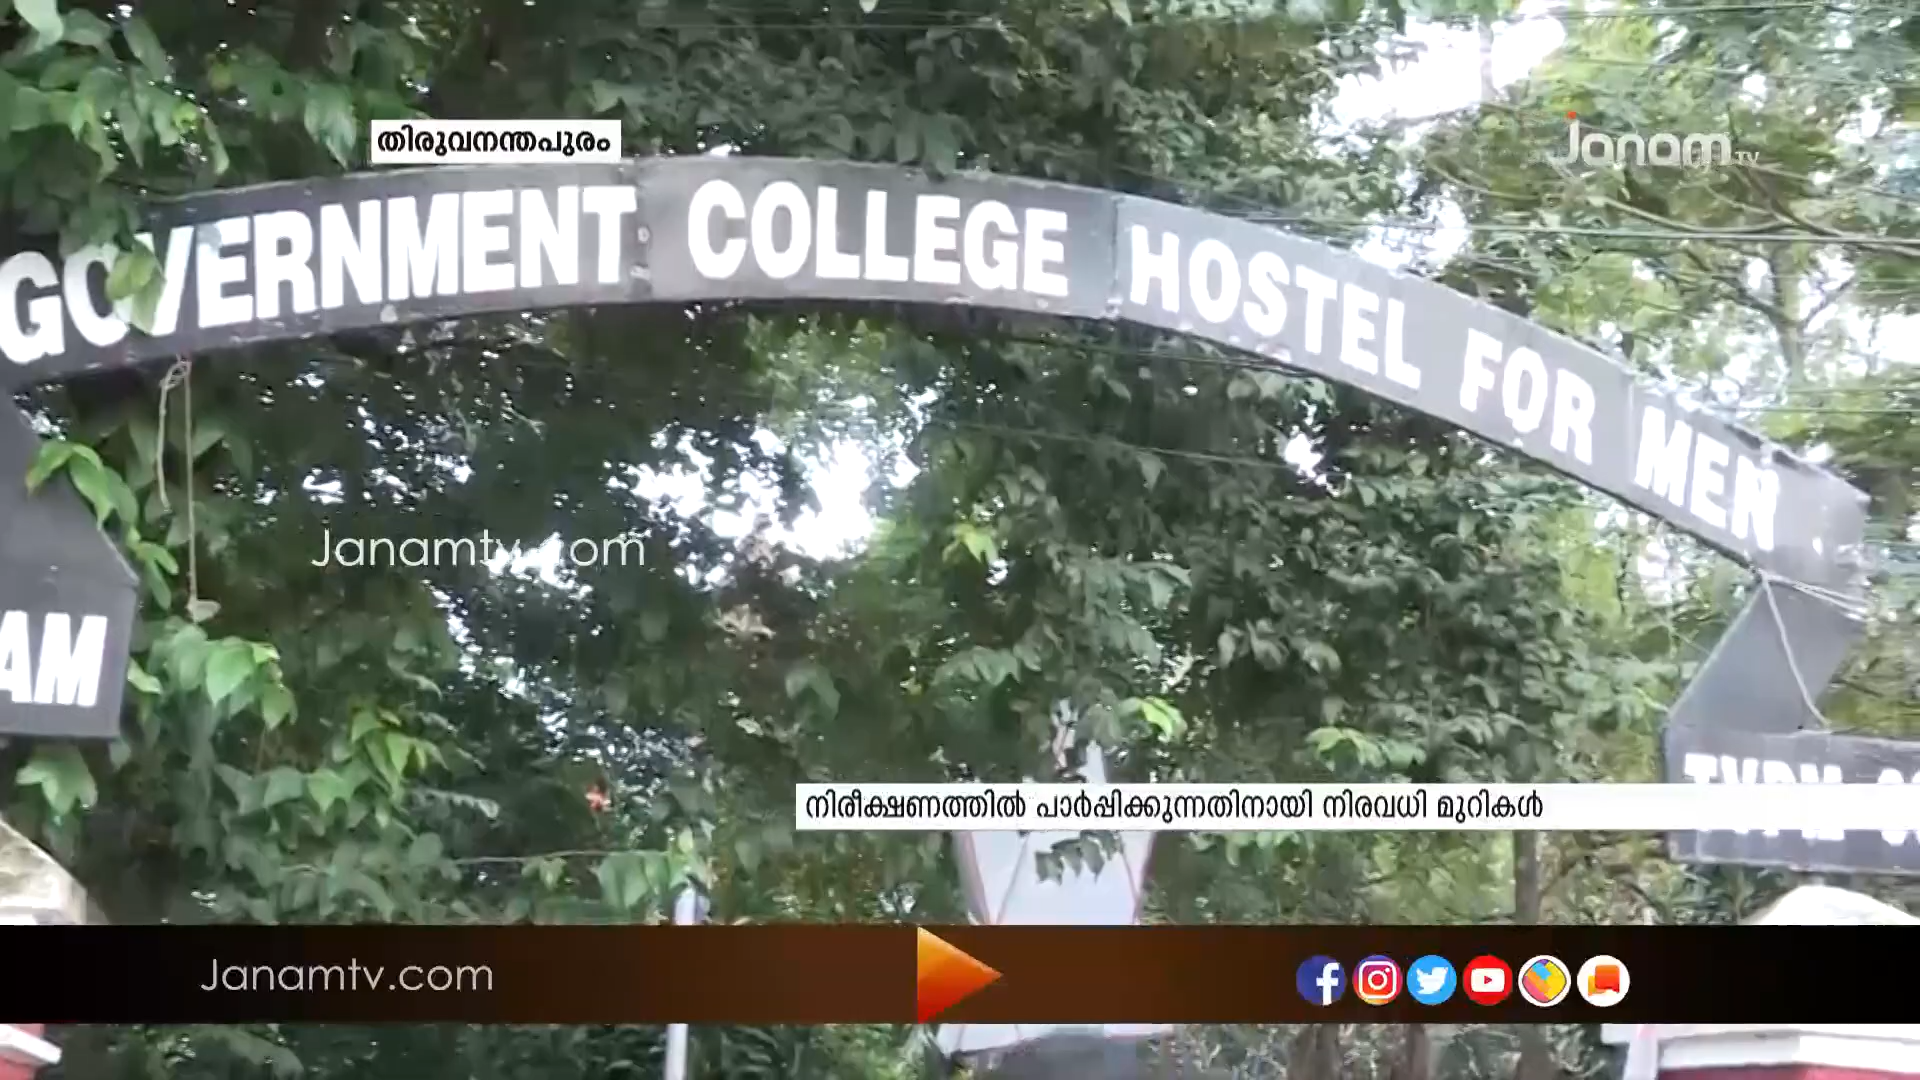 തിരുവനന്തപുരം
Janam TV
GOVERNMENT COLLEGE HOSTEL FOR MEN
Janamtv.com
AM
നിരീക്ഷണത്തിൽ പാർപ്പിക്കുന്നതിനായി നിരവധി മുറികൾ
Janamtv.com